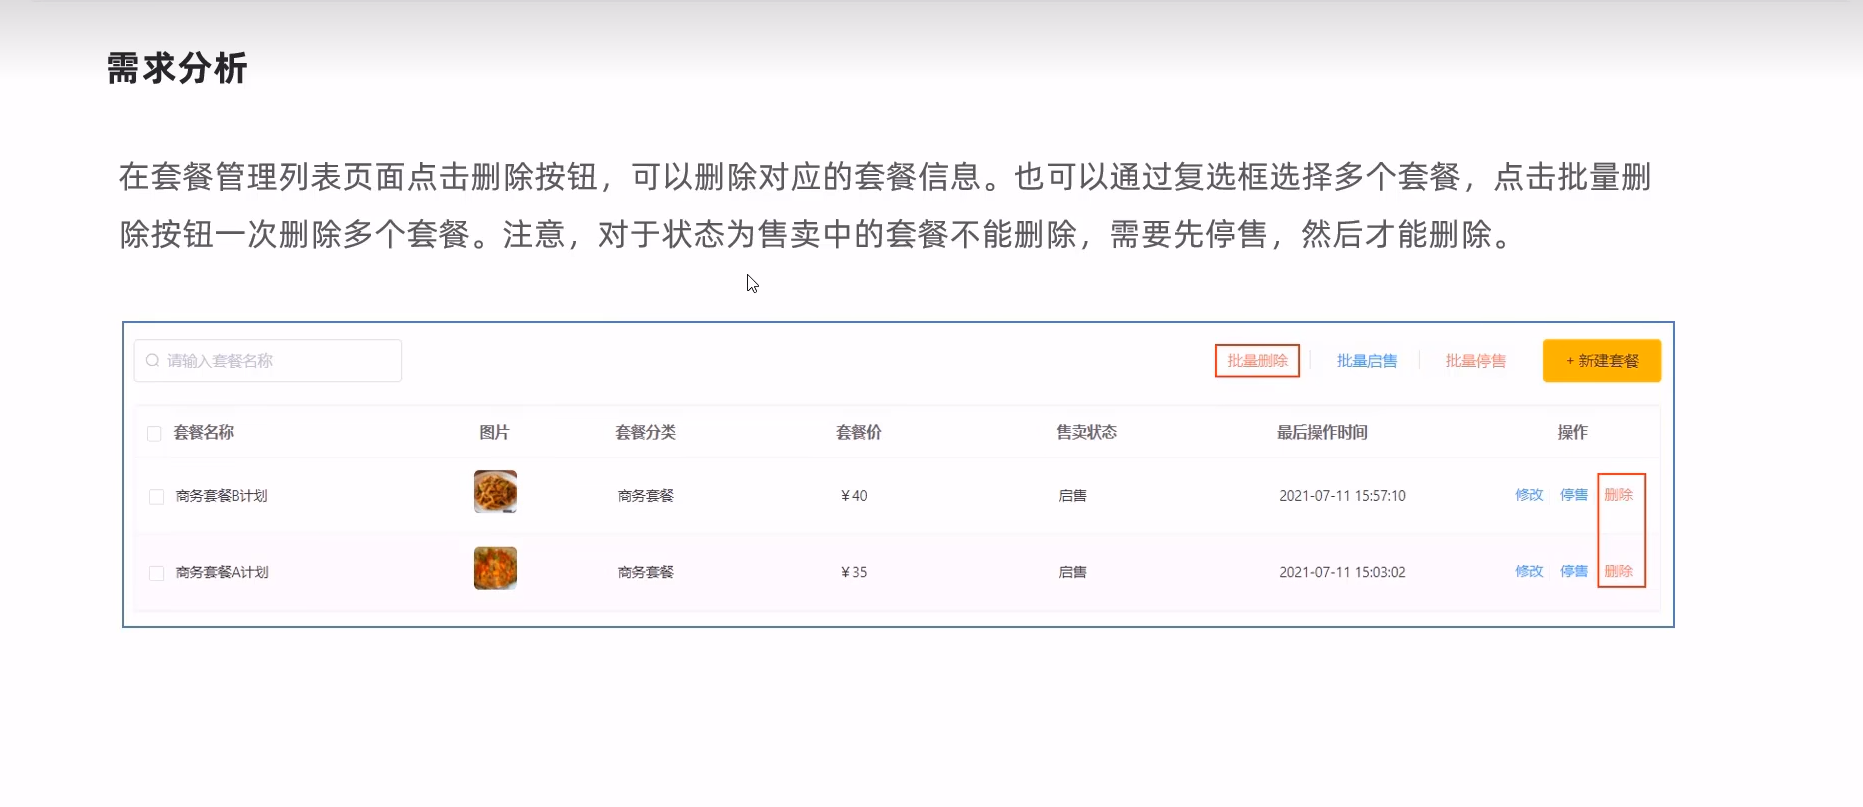 需求分析
在套餐管理列表页面点击删除按钮，可以删除对应的套餐信息。也可以通过复选框选择多个套餐，点击批量删
除按钮一次删除多个套餐。注意，对于状态为售卖中的套餐不能删除，需要先停售，然后才能删除。
请输入套餐名称 批量删除 批量启售 批量停售 + 新建套餐
套餐名称 图片 套餐分类 套餐价 售卖状态 最后操作时间 操作
商务套餐B计划 商务套餐 ¥40 启售 2021-07-11 15:57:10 修改 停售 删除
商务套餐A计划 商务套餐 ¥35 启售 2021-07-11 15:03:02 修改 停售 删除